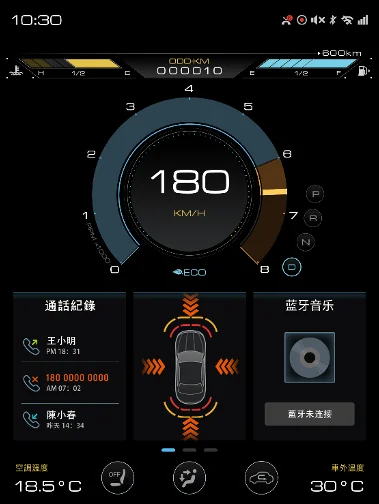 10:30
600km
000KM
000010
H 1/2 C
E 1/2 F
0 1 2 3 4 5 6 7 8
RPM ×1000
180
KM/H
P
R
N
D
ECO
通話紀錄
王小明
PM 18：31
180 0000 0000
AM 07：02
陳小春
昨天 14：34
蓝牙音乐
蓝牙未连接
空調溫度
18.5°C
OFF
車外溫度
30°C